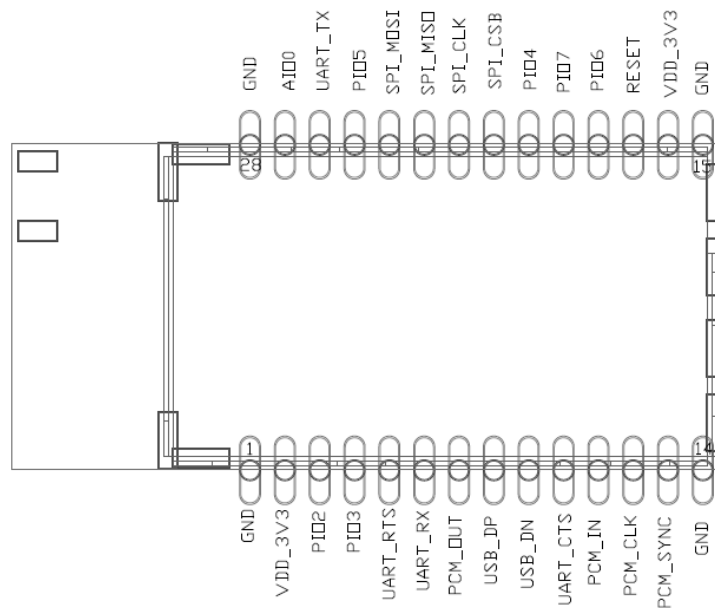 GND
AIO0
UART_TX
PIO5
SPI_MOSI
SPI_MISO
SPI_CLK
SPI_CSB
PIO4
PIO7
PIO6
RESET
VDD_3V3
GND
28
15
1
14
GND
VDD_3V3
PIO2
PIO3
UART_RTS
UART_RX
PCM_OUT
USB_DP
USB_DN
UART_CTS
PCM_IN
PCM_CLK
PCM_SYNC
GND